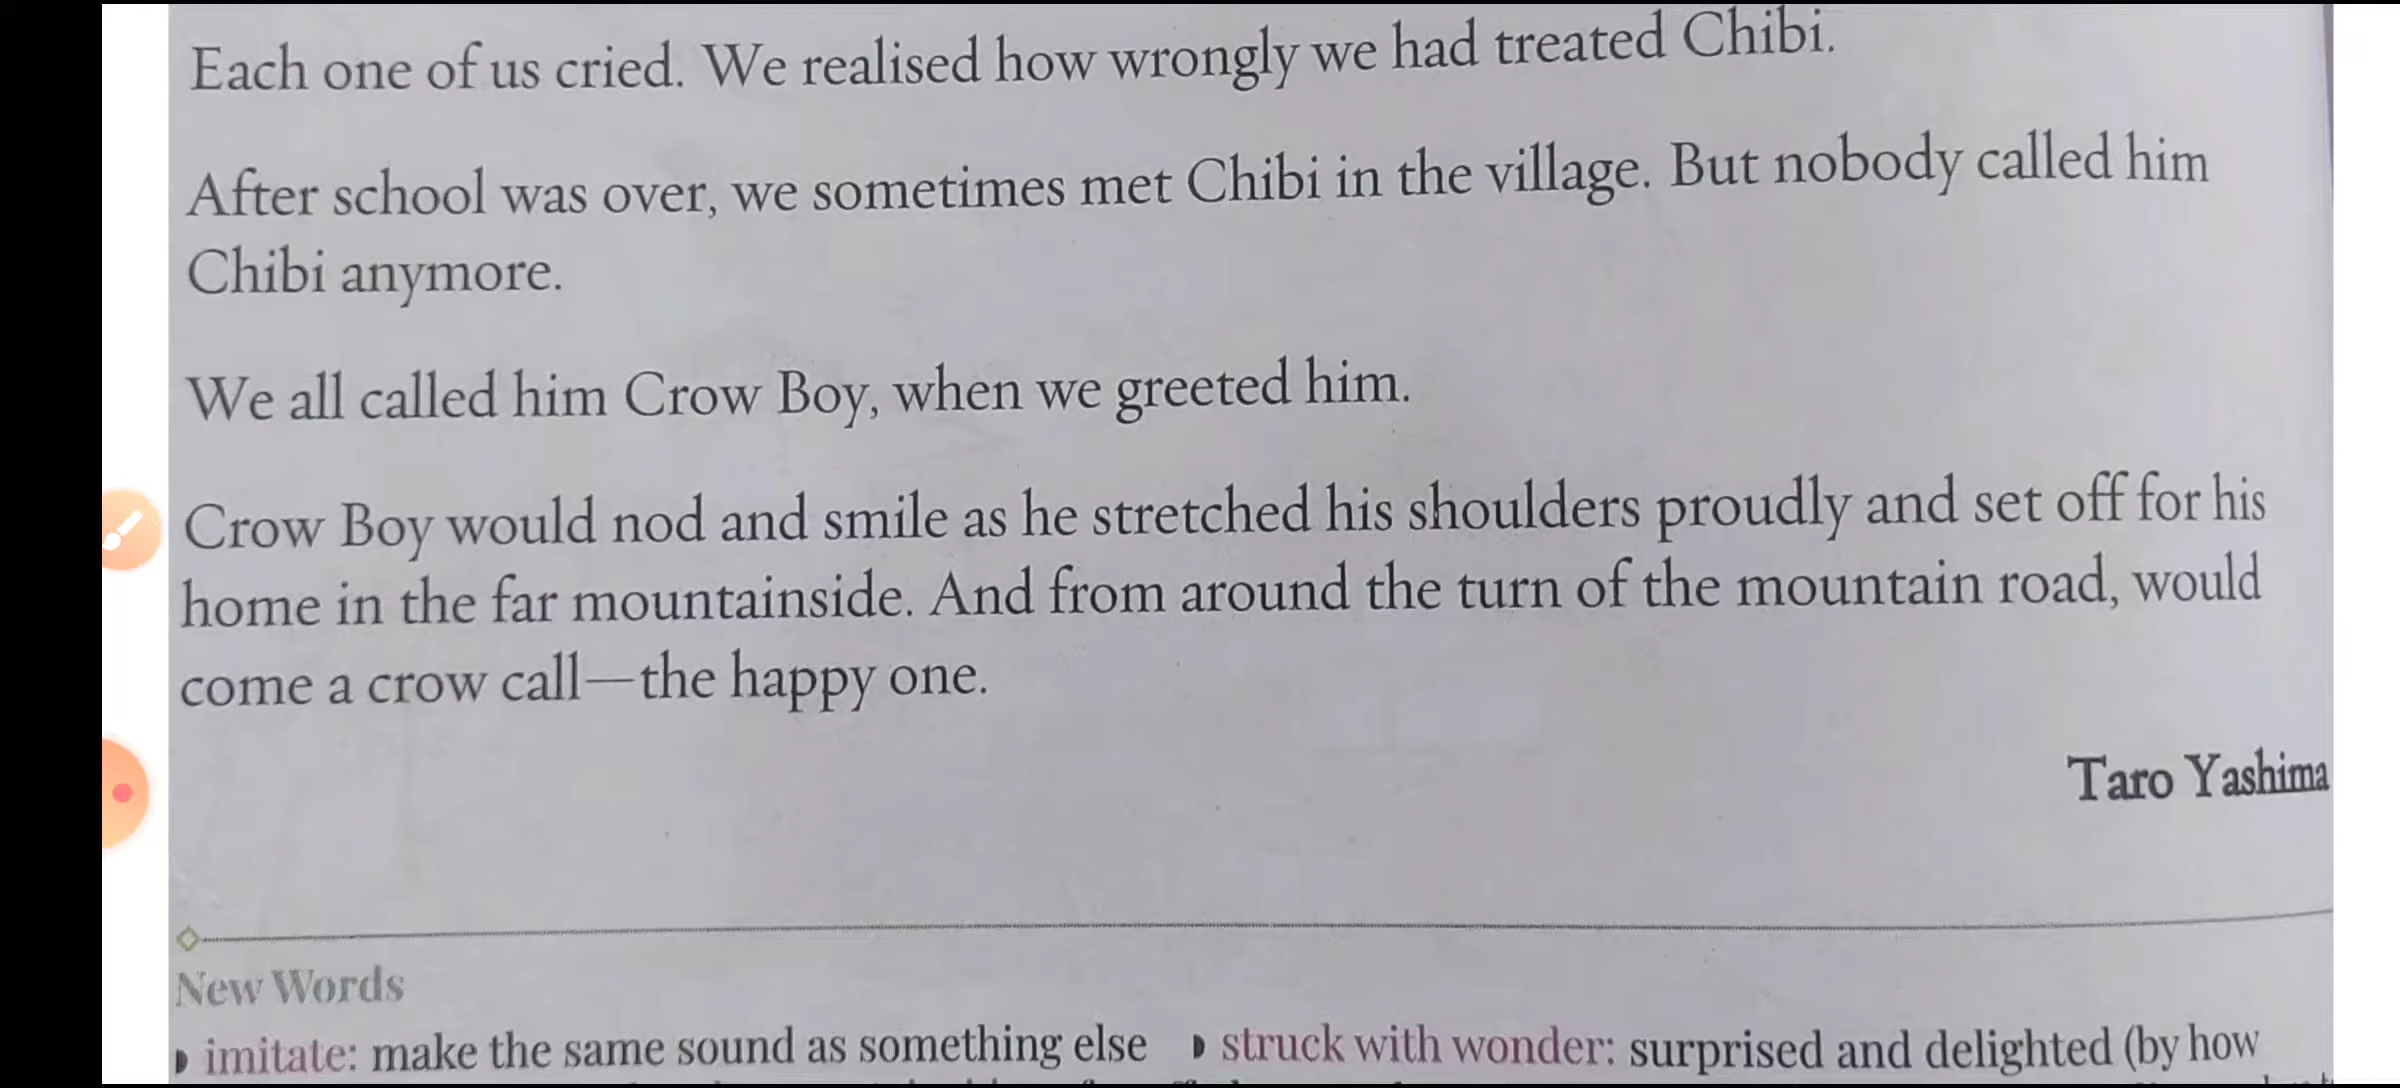 Each one of us cried. We realised how wrongly we had treated Chibi.
After school was over, we sometimes met Chibi in the village. But nobody called him
Chibi anymore.
We all called him Crow Boy, when we greeted him.
Crow Boy would nod and smile as he stretched his shoulders proudly and set off for his
home in the far mountainside. And from around the turn of the mountain road, would
come a crow call—the happy one.
Taro Yashima
New Words
imitate: make the same sound as something else struck with wonder: surprised and delighted (by how